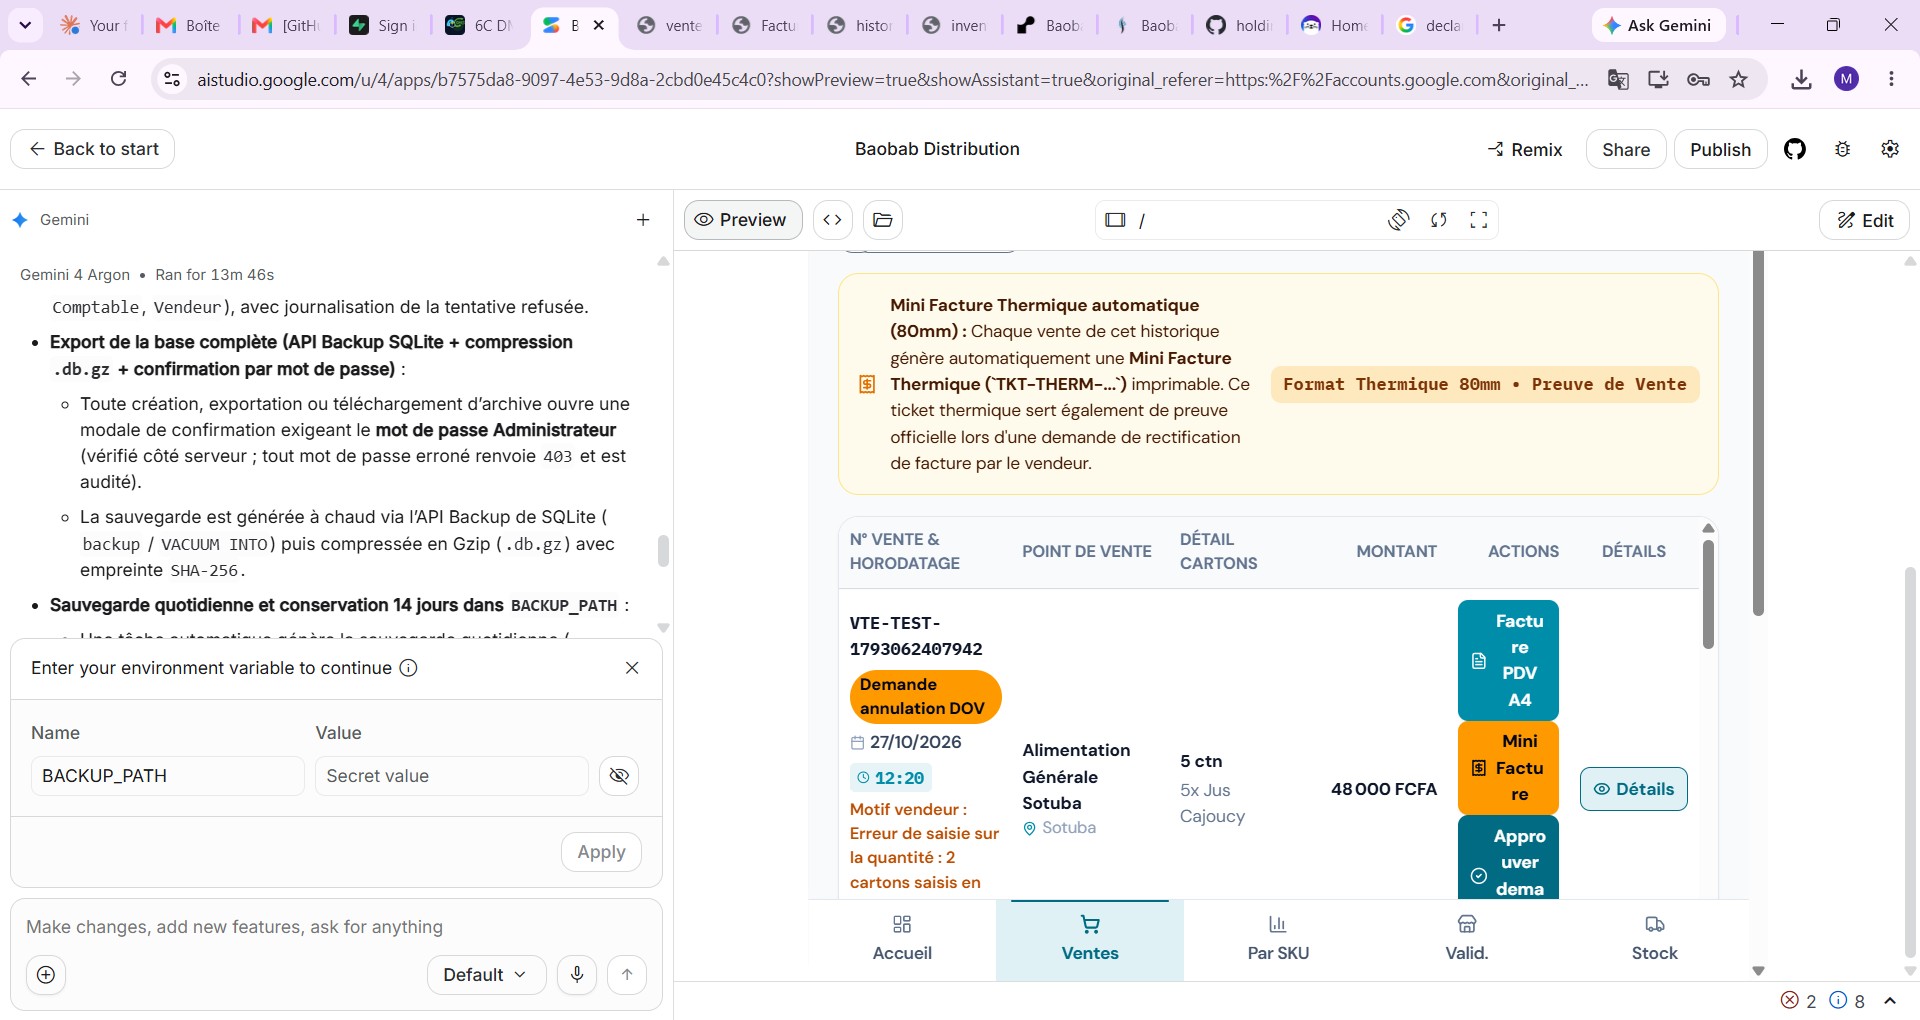 Your f
Boîte
[GitHu
Sign i
6C DI
B
vente
Factu
histor
inven
Baob
Baoba
holdi
Home
decla
Ask Gemini
aistudio.google.com/u/4/apps/b7575da8-9097-4e53-9d8a-2cbd0e45c4c0?showPreview=true&showAssistant=true&original_referer=https:%2F%2Faccounts.google.com&original_...
M
Back to start
Baobab Distribution
Remix
Share
Publish
Gemini
Preview
/
Edit
Gemini 4 Argon • Ran for 13m 46s
Comptable, Vendeur), avec journalisation de la tentative refusée.
• Export de la base complète (API Backup SQLite + compression
.db.gz + confirmation par mot de passe) :
Toute création, exportation ou téléchargement d’archive ouvre une
modale de confirmation exigeant le mot de passe Administrateur
(vérifié côté serveur ; tout mot de passe erroné renvoie 403 et est
audité).
La sauvegarde est générée à chaud via l’API Backup de SQLite (
backup / VACUUM INTO) puis compressée en Gzip (.db.gz) avec
empreinte SHA-256.
• Sauvegarde quotidienne et conservation 14 jours dans BACKUP_PATH :
Une tâche automatique génère la sauvegarde quotidienne (
Enter your environment variable to continue
Name
Value
BACKUP_PATH
Secret value
Apply
Make changes, add new features, ask for anything
Default
Mini Facture Thermique automatique
(80mm) : Chaque vente de cet historique
génère automatiquement une Mini Facture
Thermique (`TKT-THERM-...`) imprimable. Ce
ticket thermique sert également de preuve
officielle lors d'une demande de rectification
de facture par le vendeur.
Format Thermique 80mm • Preuve de Vente
N° VENTE &
HORODATAGE
POINT DE VENTE
DÉTAIL
CARTONS
MONTANT
ACTIONS
DÉTAILS
VTE-TEST-
1793062407942
Demande
annulation DOV
27/10/2026
12:20
Motif vendeur :
Erreur de saisie sur
la quantité : 2
cartons saisis en
Alimentation
Générale
Sotuba
Sotuba
5 ctn
5x Jus
Cajoucy
48 000 FCFA
Factu
re
PDV
A4
Mini
Factu
re
Appro
uver
dema
Détails
Accueil
Ventes
Par SKU
Valid.
Stock
2
8